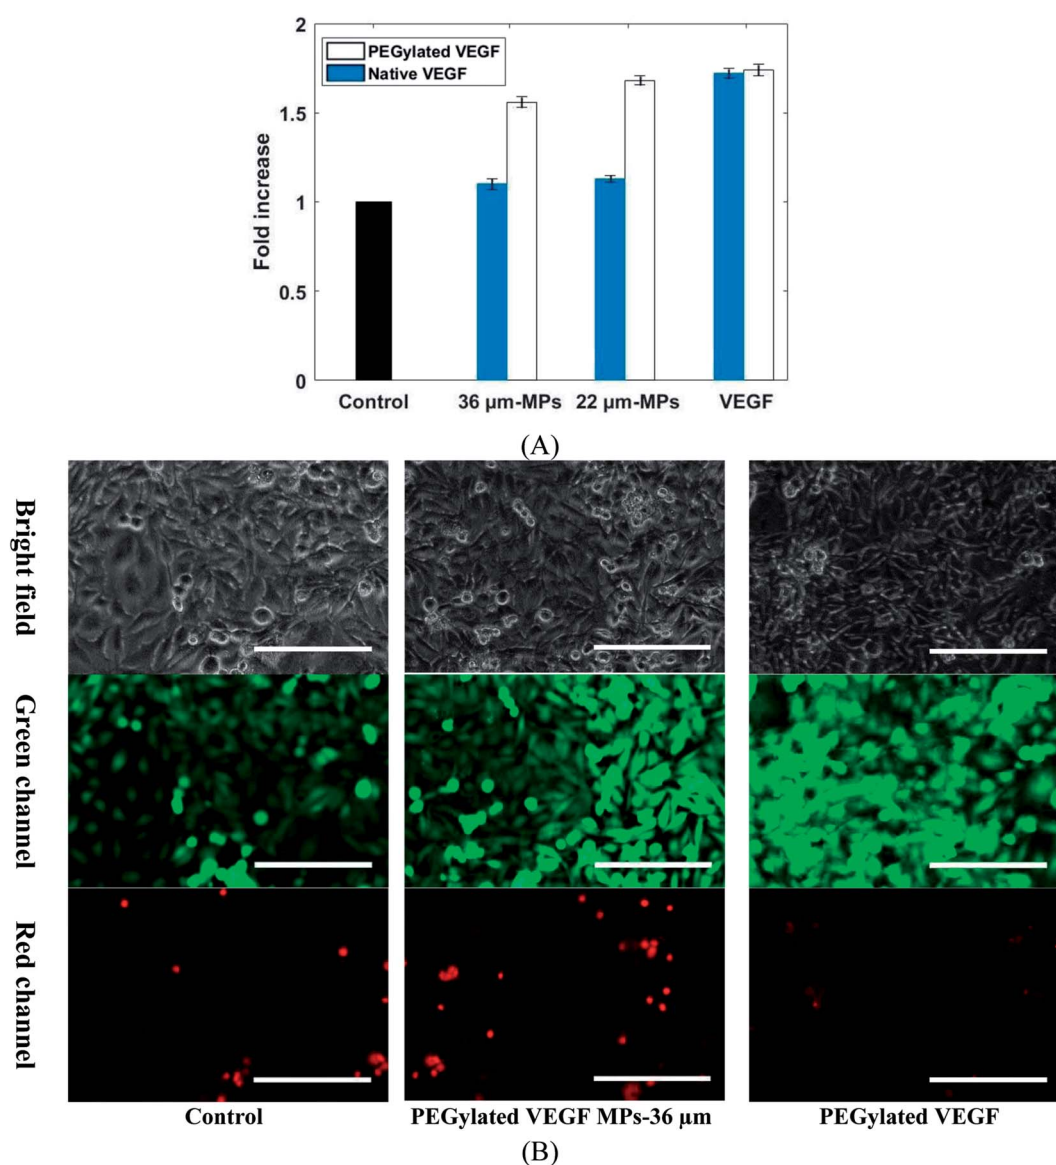 2
PEGylated VEGF
Native VEGF
1.5
1
0.5
0
Fold increase
Control
36 µm-MPs
22 µm-MPs
VEGF
(A)
Bright field
Green channel
Red channel
Control
PEGylated VEGF MPs-36 µm
PEGylated VEGF
(B)